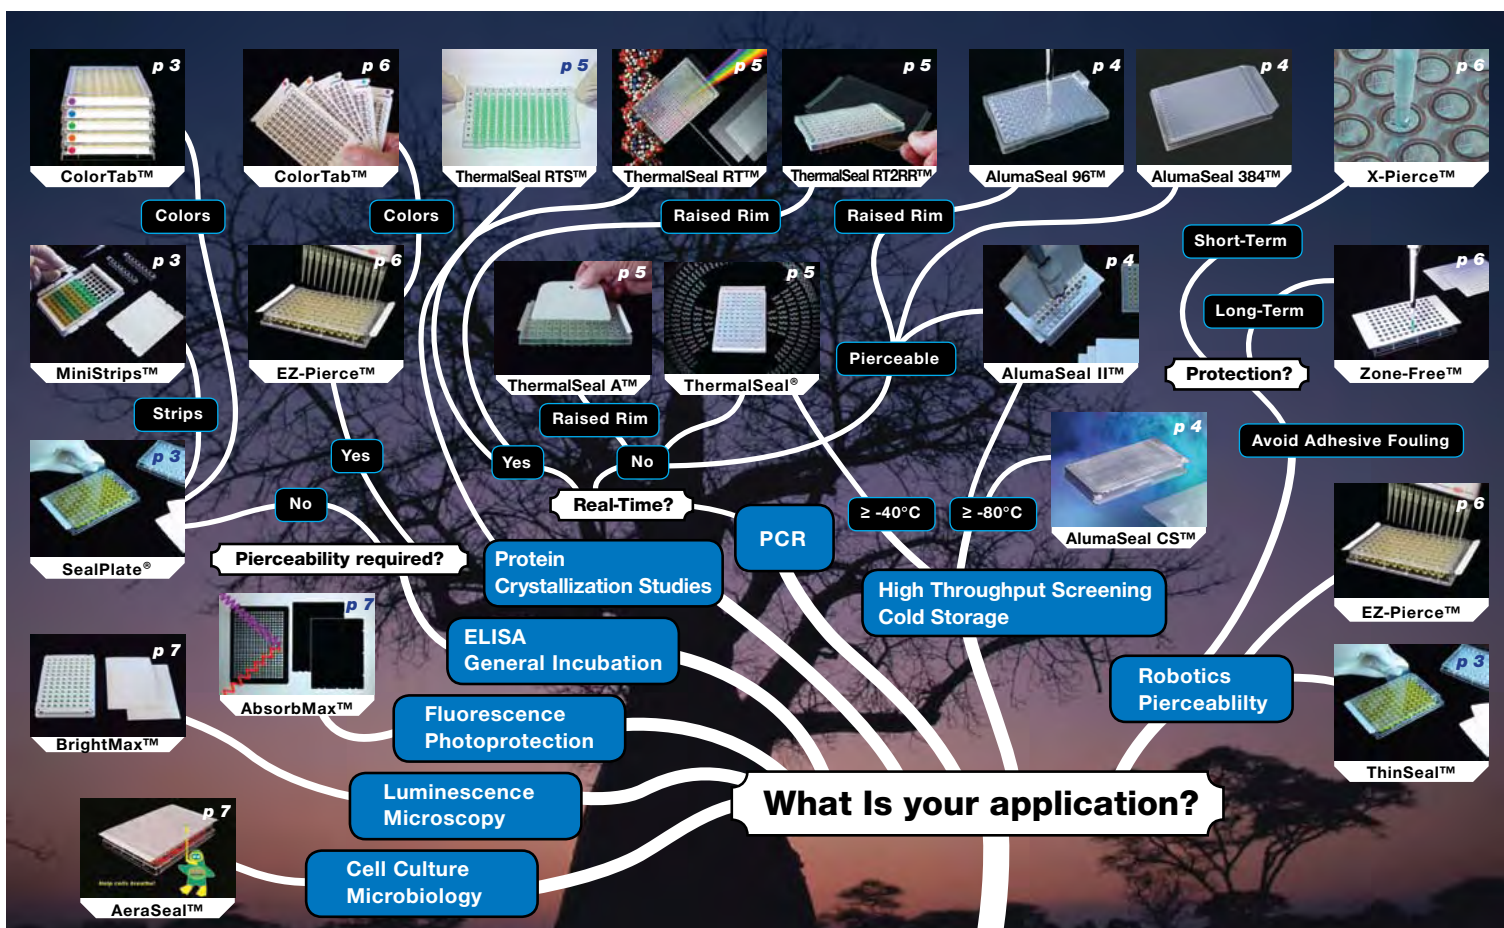 p 3
ColorTab™
p 6
ColorTab™
p 5
ThermalSeal RTS™
p 5
ThermalSeal RT™
p 5
ThermalSeal RT2RR™
p 4
AlumaSeal 96™
p 4
AlumaSeal 384™
p 6
X-Pierce™
Colors
Colors
Raised Rim
Raised Rim
Short-Term
p 3
MiniStrips™
p 6
EZ-Pierce™
p 5
ThermalSeal A™
p 5
ThermalSeal®
Pierceable
p 4
AlumaSeal II™
Long-Term
p 6
Zone-Free™
Protection?
Strips
Raised Rim
Yes
Yes
No
Avoid Adhesive Fouling
p 3
SealPlate®
No
Real-Time?
PCR
≥ -40°C
≥ -80°C
p 4
AlumaSeal CS™
p 6
EZ-Pierce™
Pierceability required?
Protein
Crystallization Studies
High Throughput Screening
Cold Storage
p 7
AbsorbMax™
ELISA
General Incubation
p 7
BrightMax™
Fluorescence
Photoprotection
Robotics
Pierceablilty
p 3
ThinSeal™
Luminescence
Microscopy
What Is your application?
p 7
Help cells breathe!
AeraSeal™
Cell Culture
Microbiology